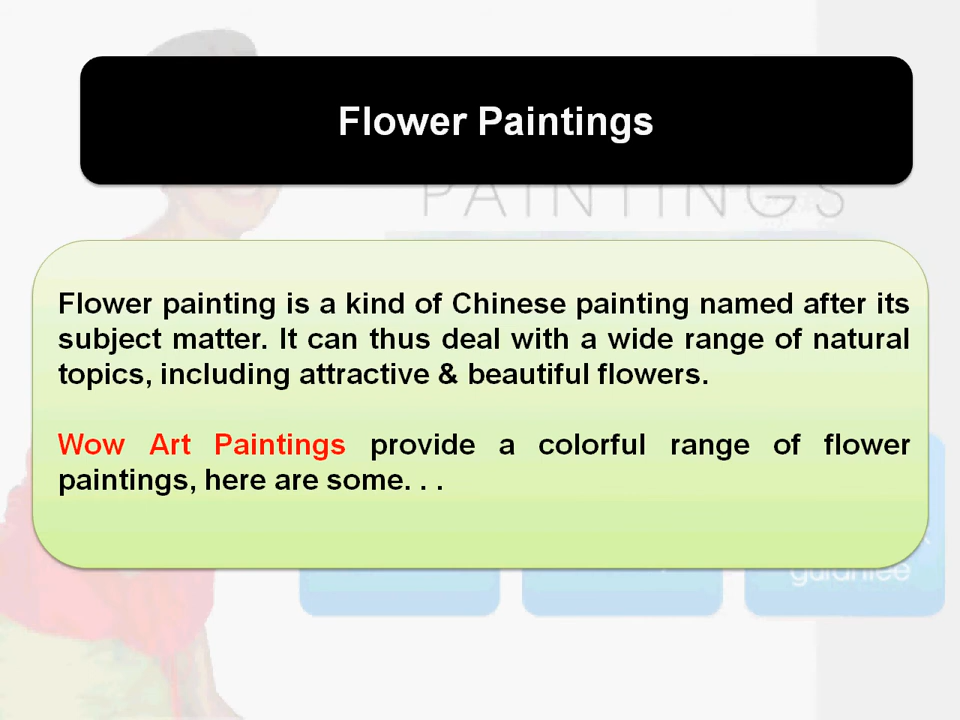 Flower Paintings
PAINTINGS
Flower painting is a kind of Chinese painting named after its
subject matter. It can thus deal with a wide range of natural
topics, including attractive & beautiful flowers.
Wow Art Paintings provide a colorful range of flower
paintings, here are some. . .